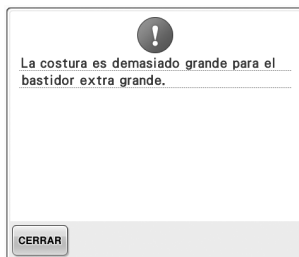 La costura es demasiado grande para el
bastidor extra grande.
CERRAR